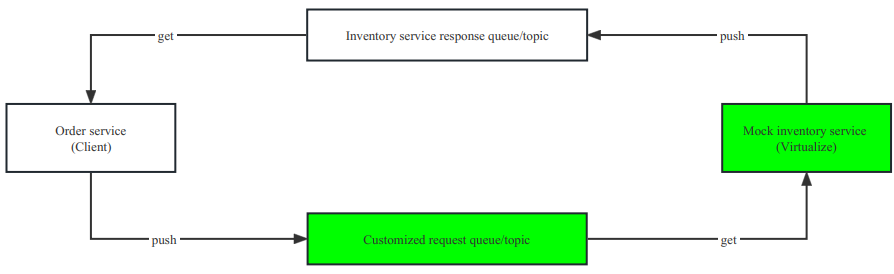 get
Inventory service response queue/topic
push
Order service
(Client)
Mock inventory service
(Virtualize)
push
Customized request queue/topic
get